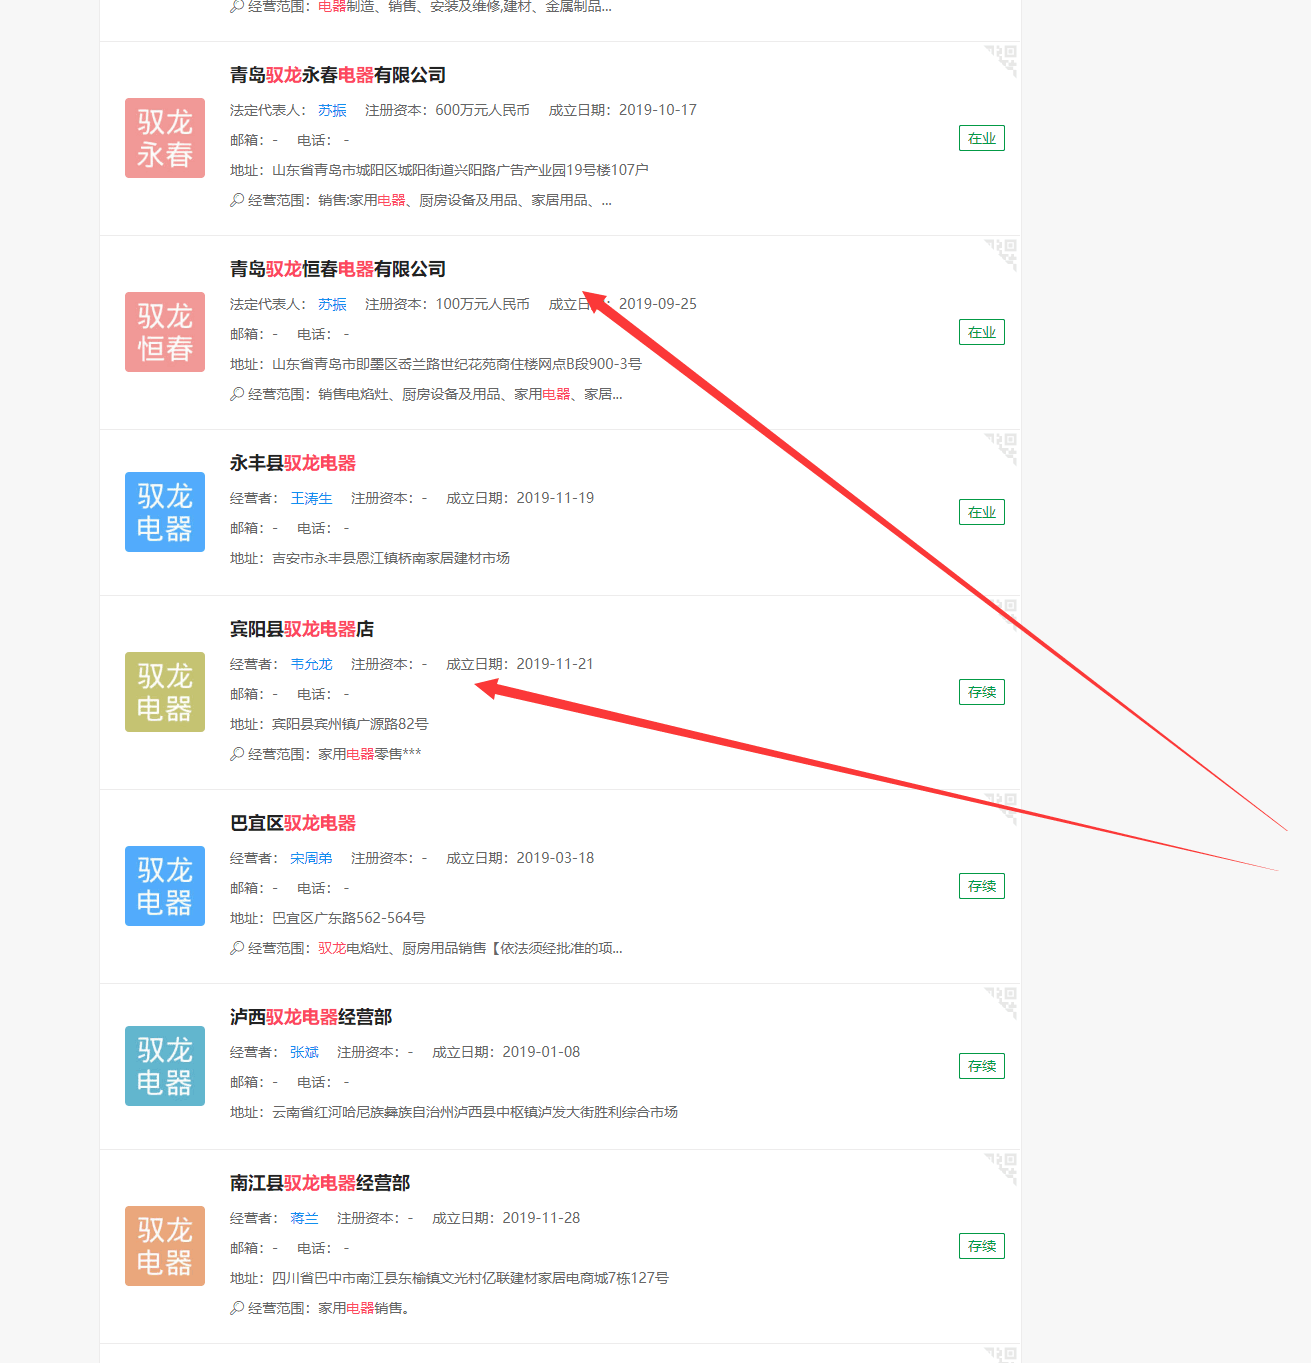 经营范围：电器制造、销售、安装及维修,建材、金属制品...
青岛驭龙永春电器有限公司
驭龙
永春
法定代表人： 苏振 注册资本：600万元人民币 成立日期：2019-10-17
邮箱：- 电话： -
在业
地址：山东省青岛市城阳区城阳街道兴阳路广告产业园19号楼107户
经营范围：销售:家用电器、厨房设备及用品、家居用品、...
青岛驭龙恒春电器有限公司
驭龙
恒春
法定代表人： 苏振 注册资本：100万元人民币 成立日 2019-09-25
邮箱：- 电话： -
在业
地址：山东省青岛市即墨区岙兰路世纪花苑商住楼网点B段900-3号
经营范围：销售电焰灶、厨房设备及用品、家用电器、家居...
永丰县驭龙电器
驭龙
电器
经营者： 王涛生 注册资本：- 成立日期：2019-11-19
邮箱：- 电话： -
在业
地址：吉安市永丰县恩江镇桥南家居建材市场
宾阳县驭龙电器店
驭龙
电器
经营者： 韦允龙 注册资本：- 成立日期：2019-11-21
邮箱：- 电话： -
存续
地址：宾阳县宾州镇广源路82号
经营范围：家用电器零售***
巴宜区驭龙电器
驭龙
电器
经营者： 宋周弟 注册资本：- 成立日期：2019-03-18
邮箱：- 电话： -
存续
地址：巴宜区广东路562-564号
经营范围：驭龙电焰灶、厨房用品销售【依法须经批准的项...
泸西驭龙电器经营部
驭龙
电器
经营者： 张斌 注册资本：- 成立日期：2019-01-08
邮箱：- 电话： -
存续
地址：云南省红河哈尼族彝族自治州泸西县中枢镇泸发大街胜利综合市场
南江县驭龙电器经营部
驭龙
电器
经营者： 蒋兰 注册资本：- 成立日期：2019-11-28
邮箱：- 电话： -
存续
地址：四川省巴中市南江县东榆镇文光村亿联建材家居电商城7栋127号
经营范围：家用电器销售。